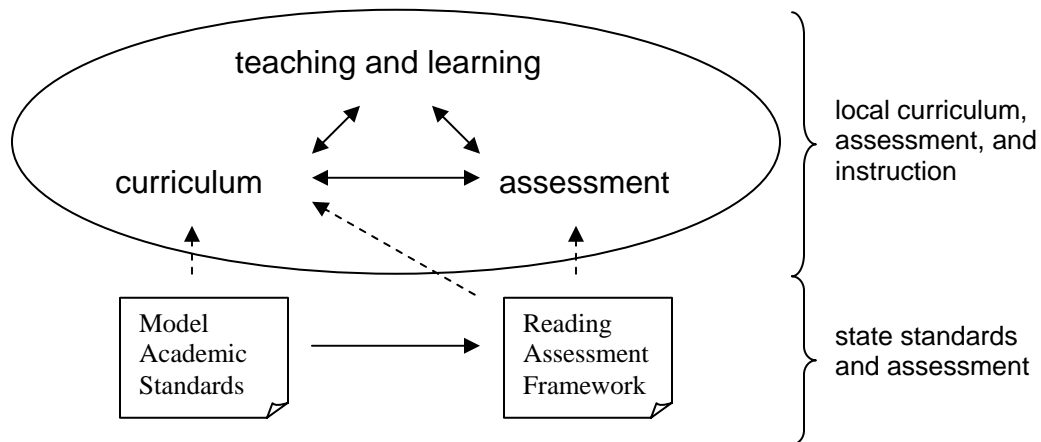 teaching and learning
curriculum
assessment
local curriculum,
assessment, and
instruction
Model
Academic
Standards
Reading
Assessment
Framework
state standards
and assessment